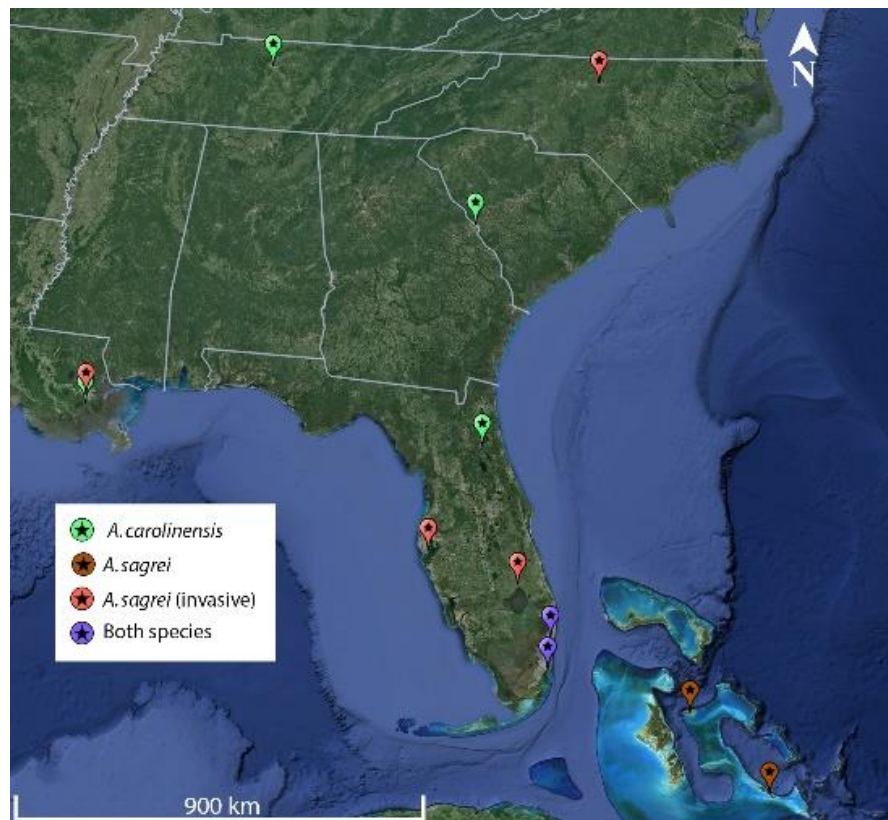 N
A.carolinensis
A.sagrei
A.sagrei (invasive)
Both species
900 km